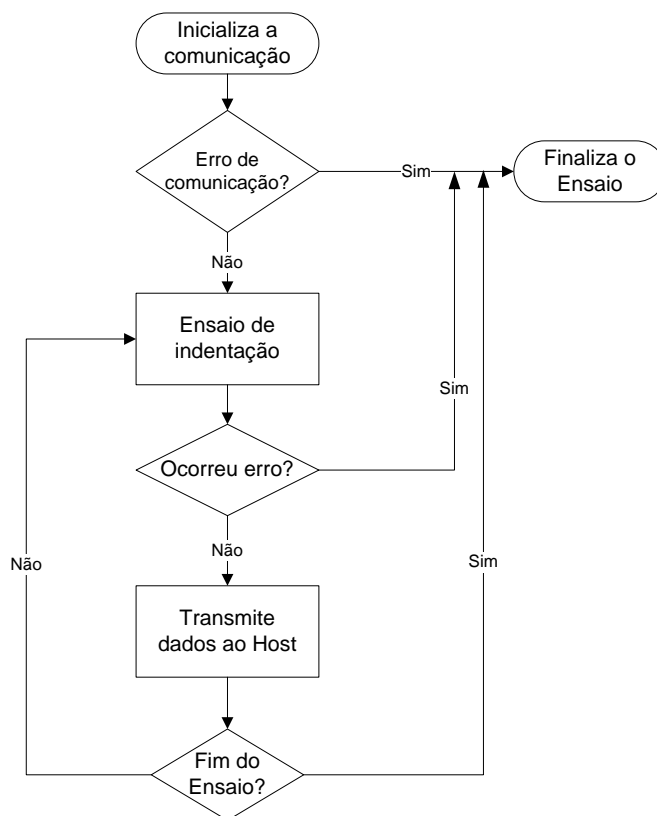 Inicializa a
comunicação
Erro de
comunicação?
Sim
Finaliza o
Ensaio
Não
Ensaio de
indentação
Sim
Ocorreu erro?
Não
Não
Sim
Transmite
dados ao Host
Fim do
Ensaio?